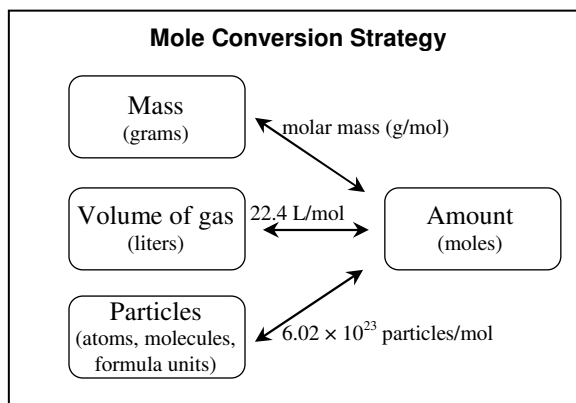 Mole Conversion Strategy
Mass
(grams)
molar mass (g/mol)
Volume of gas
(liters)
22.4 L/mol
Amount
(moles)
Particles
(atoms, molecules,
formula units)
6.02 × 10²³ particles/mol